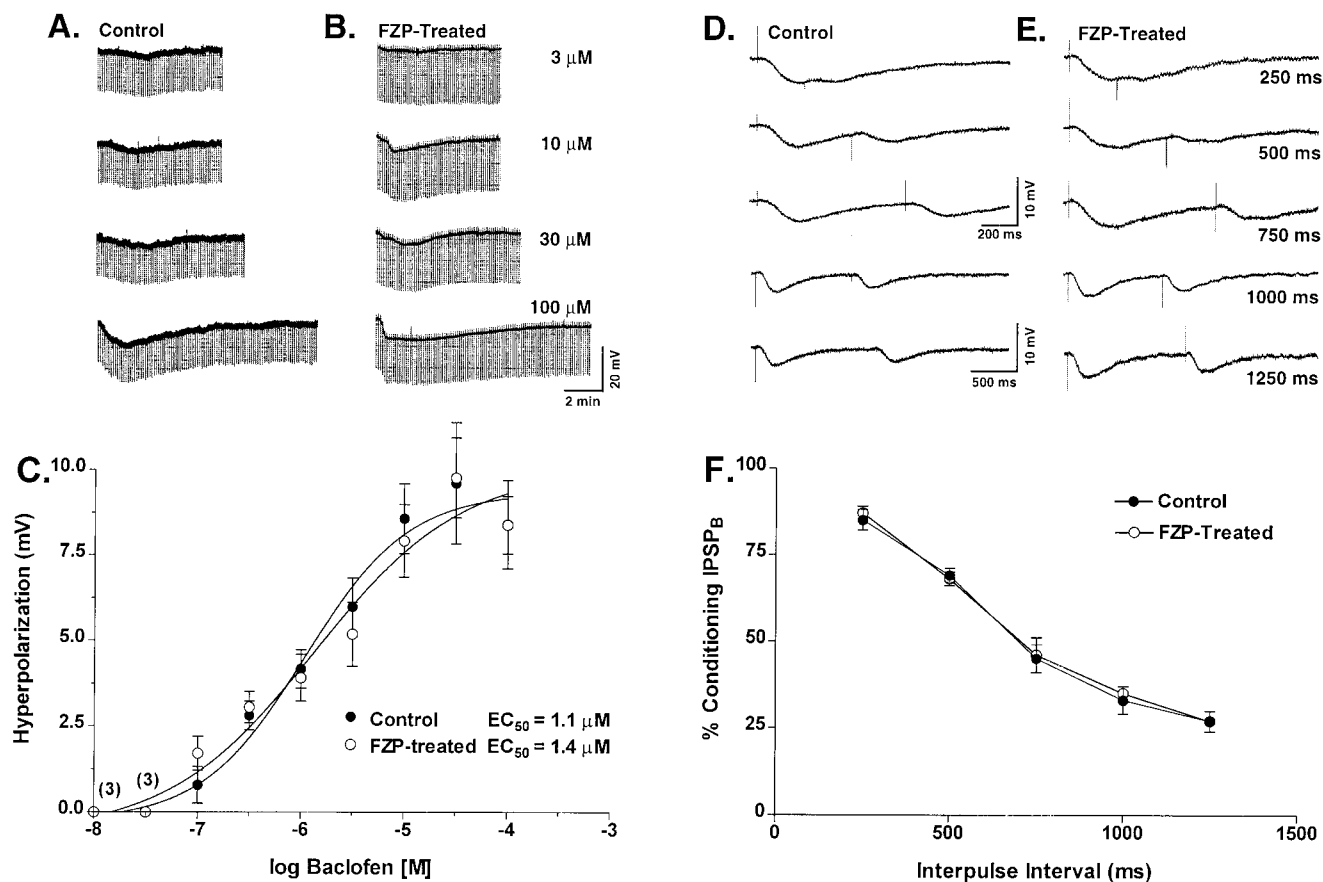 A.
Control
B.
FZP-Treated
3 μM
10 μM
30 μM
100 μM
20 mV
2 min
D.
Control
E.
FZP-Treated
250 ms
500 ms
10 mV
200 ms
750 ms
1000 ms
10 mV
500 ms
1250 ms
C.
Hyperpolarization (mV)
10.0
7.5
5.0
2.5
0.0
(3)
(3)
Control EC50 = 1.1 μM
FZP-treated EC50 = 1.4 μM
-8
-7
-6
-5
-4
-3
log Baclofen [M]
F.
% Conditioning IPSPB
100
75
50
25
0
Control
FZP-Treated
0
500
1000
1500
Interpulse Interval (ms)